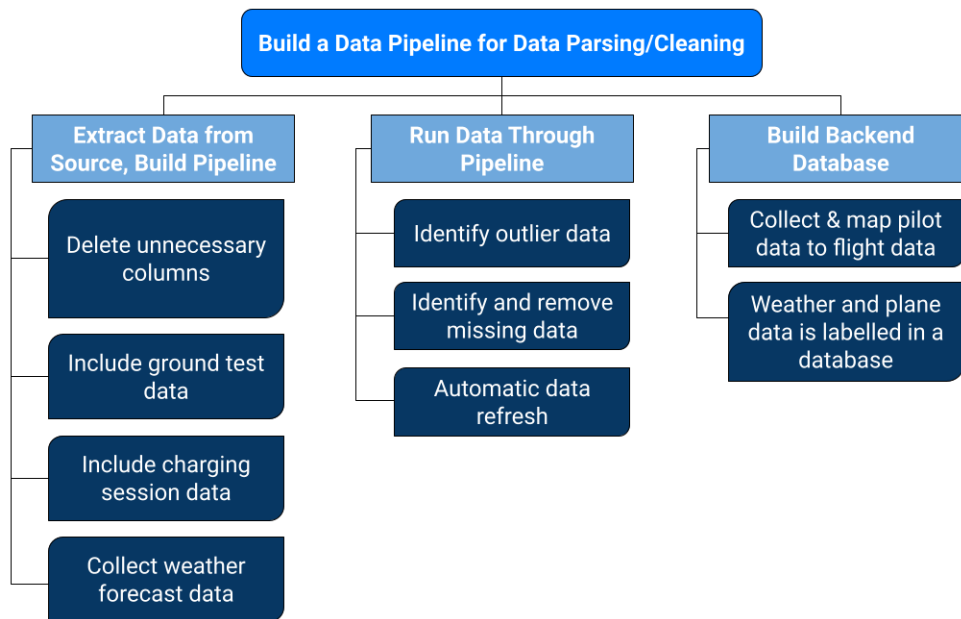 Build a Data Pipeline for Data Parsing/Cleaning
Extract Data from
Source, Build Pipeline
Delete unnecessary
columns
Include ground test
data
Include charging
session data
Collect weather
forecast data
Run Data Through
Pipeline
Identify outlier data
Identify and remove
missing data
Automatic data
refresh
Build Backend
Database
Collect & map pilot
data to flight data
Weather and plane
data is labelled in a
database